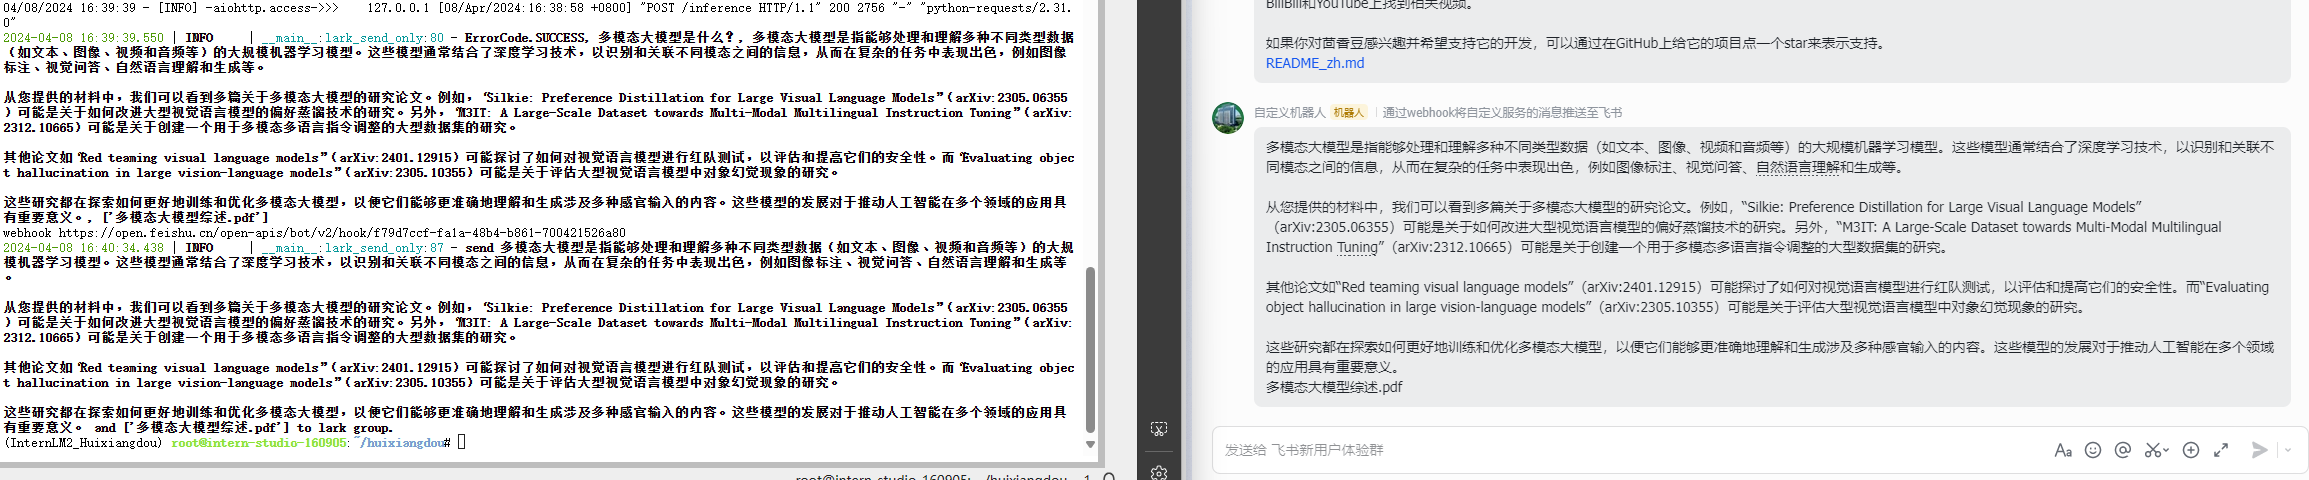 04/08/2024 16:39:39 - [INFO] -aiohttp.access->>>    127.0.0.1 [08/Apr/2024:16:38:58 +0800] "POST /inference HTTP/1.1" 200 2756 "-" "python-requests/2.31.
0"
2024-04-08 16:39:39.550 | INFO     | __main__:lark_send_only:80 - ErrorCode.SUCCESS, 多模态大模型是什么？, 多模态大模型是指能够处理和理解多种不同类型数据
（如文本、图像、视频和音频等）的大规模机器学习模型。这些模型通常结合了深度学习技术，以识别和关联不同模态之间的信息，从而在复杂的任务中表现出色，例如图像
标注、视觉问答、自然语言理解和生成等。
从您提供的材料中，我们可以看到多篇关于多模态大模型的研究论文。例如，“Silkie: Preference Distillation for Large Visual Language Models”（arXiv:2305.06355
）可能是关于如何改进大型视觉语言模型的偏好蒸馏技术的研究。另外，“M3IT: A Large-Scale Dataset towards Multi-Modal Multilingual Instruction Tuning”（arXiv:
2312.10665）可能是关于创建一个用于多模态多语言指令调整的大型数据集的研究。
其他论文如“Red teaming visual language models”（arXiv:2401.12915）可能探讨了如何对视觉语言模型进行红队测试，以评估和提高它们的安全性。而“Evaluating objec
t hallucination in large vision-language models”（arXiv:2305.10355）可能是关于评估大型视觉语言模型中对象幻觉现象的研究。
这些研究都在探索如何更好地训练和优化多模态大模型，以便它们能够更准确地理解和生成涉及多种感官输入的内容。这些模型的发展对于推动人工智能在多个领域的应用具
有重要意义。, ['多模态大模型综述.pdf']
webhook https://open.feishu.cn/open-apis/bot/v2/hook/f79d7ccf-fa1a-48b4-b861-700421526a80
2024-04-08 16:40:34.438 | INFO     | __main__:lark_send_only:87 - send 多模态大模型是指能够处理和理解多种不同类型数据（如文本、图像、视频和音频等）的大规
模机器学习模型。这些模型通常结合了深度学习技术，以识别和关联不同模态之间的信息，从而在复杂的任务中表现出色，例如图像标注、视觉问答、自然语言理解和生成等
。
从您提供的材料中，我们可以看到多篇关于多模态大模型的研究论文。例如，“Silkie: Preference Distillation for Large Visual Language Models”（arXiv:2305.06355
）可能是关于如何改进大型视觉语言模型的偏好蒸馏技术的研究。另外，“M3IT: A Large-Scale Dataset towards Multi-Modal Multilingual Instruction Tuning”（arXiv:
2312.10665）可能是关于创建一个用于多模态多语言指令调整的大型数据集的研究。
其他论文如“Red teaming visual language models”（arXiv:2401.12915）可能探讨了如何对视觉语言模型进行红队测试，以评估和提高它们的安全性。而“Evaluating objec
t hallucination in large vision-language models”（arXiv:2305.10355）可能是关于评估大型视觉语言模型中对象幻觉现象的研究。
这些研究都在探索如何更好地训练和优化多模态大模型，以便它们能够更准确地理解和生成涉及多种感官输入的内容。这些模型的发展对于推动人工智能在多个领域的应用具
有重要意义。 and ['多模态大模型综述.pdf'] to lark group.
(InternLM2_Huixiangdou) root@intern-studio-160905:~/huixiangdou#
root@intern-studio-160905: ~/huixiangdou 1
BiliBili和YouTube上找到相关视频。
如果你对茴香豆感兴趣并希望支持它的开发，可以通过在GitHub上给它的项目点一个star来表示支持。
README_zh.md
自定义机器人 机器人 通过webhook将自定义服务的消息推送至飞书
多模态大模型是指能够处理和理解多种不同类型数据（如文本、图像、视频和音频等）的大规模机器学习模型。这些模型通常结合了深度学习技术，以识别和关联不
同模态之间的信息，从而在复杂的任务中表现出色，例如图像标注、视觉问答、自然语言理解和生成等。
从您提供的材料中，我们可以看到多篇关于多模态大模型的研究论文。例如，“Silkie: Preference Distillation for Large Visual Language Models”
（arXiv:2305.06355）可能是关于如何改进大型视觉语言模型的偏好蒸馏技术的研究。另外，“M3IT: A Large-Scale Dataset towards Multi-Modal Multilingual
Instruction Tuning”（arXiv:2312.10665）可能是关于创建一个用于多模态多语言指令调整的大型数据集的研究。
其他论文如“Red teaming visual language models”（arXiv:2401.12915）可能探讨了如何对视觉语言模型进行红队测试，以评估和提高它们的安全性。而“Evaluating
object hallucination in large vision-language models”（arXiv:2305.10355）可能是关于评估大型视觉语言模型中对象幻觉现象的研究。
这些研究都在探索如何更好地训练和优化多模态大模型，以便它们能够更准确地理解和生成涉及多种感官输入的内容。这些模型的发展对于推动人工智能在多个领域
的应用具有重要意义。
多模态大模型综述.pdf
发送给 飞书新用户体验群
Aa